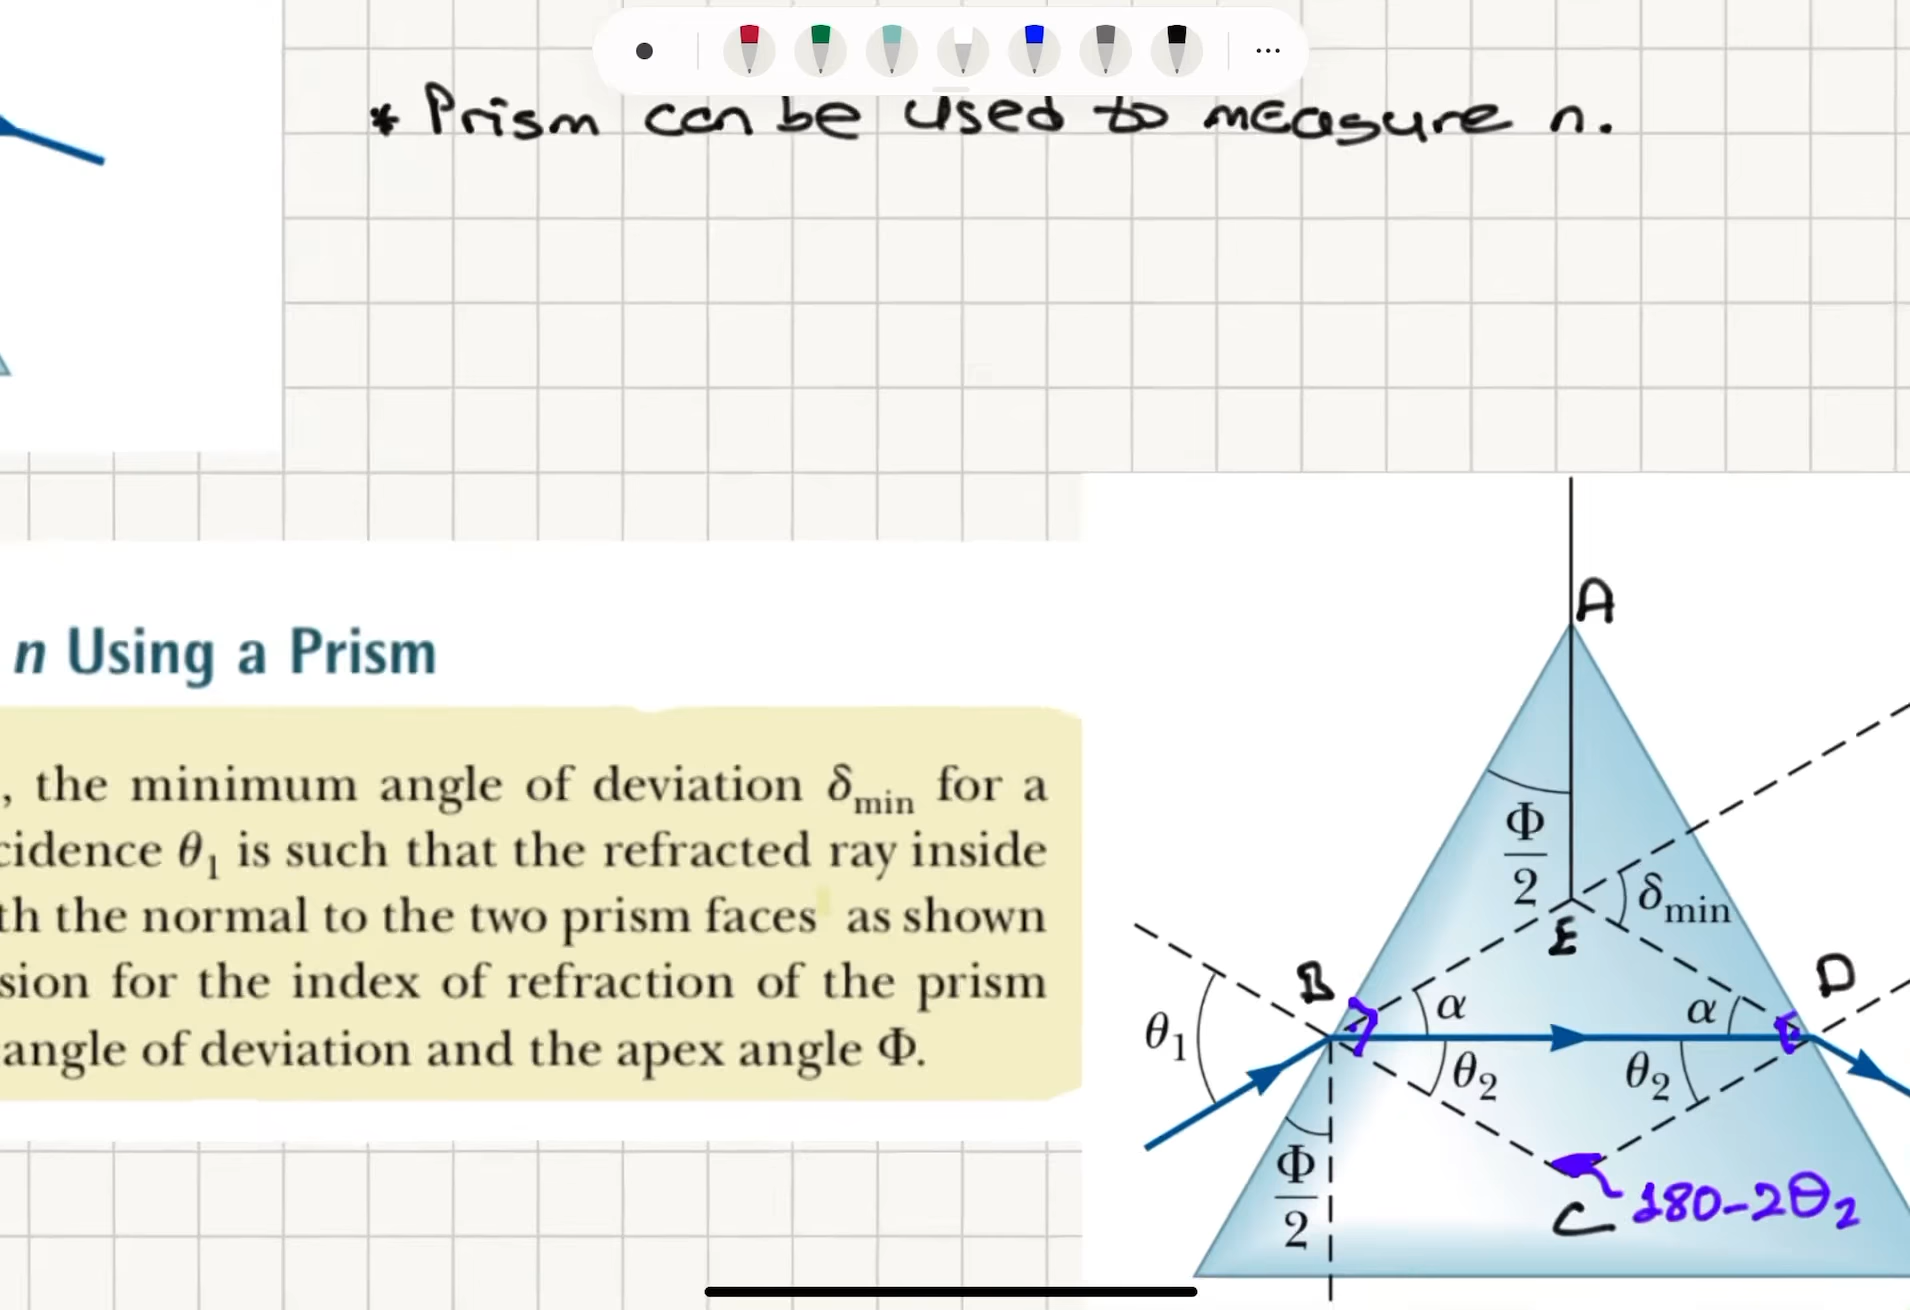 * Prism can be used to measure n.
n Using a Prism
, the minimum angle of deviation δmin for a
cidence θ1 is such that the refracted ray inside
th the normal to the two prism faces as shown
sion for the index of refraction of the prism
angle of deviation and the apex angle Φ.
A
Φ
2
δmin
E
B
D
α
α
θ1
θ2
θ2
Φ
2
C
180-2θ2